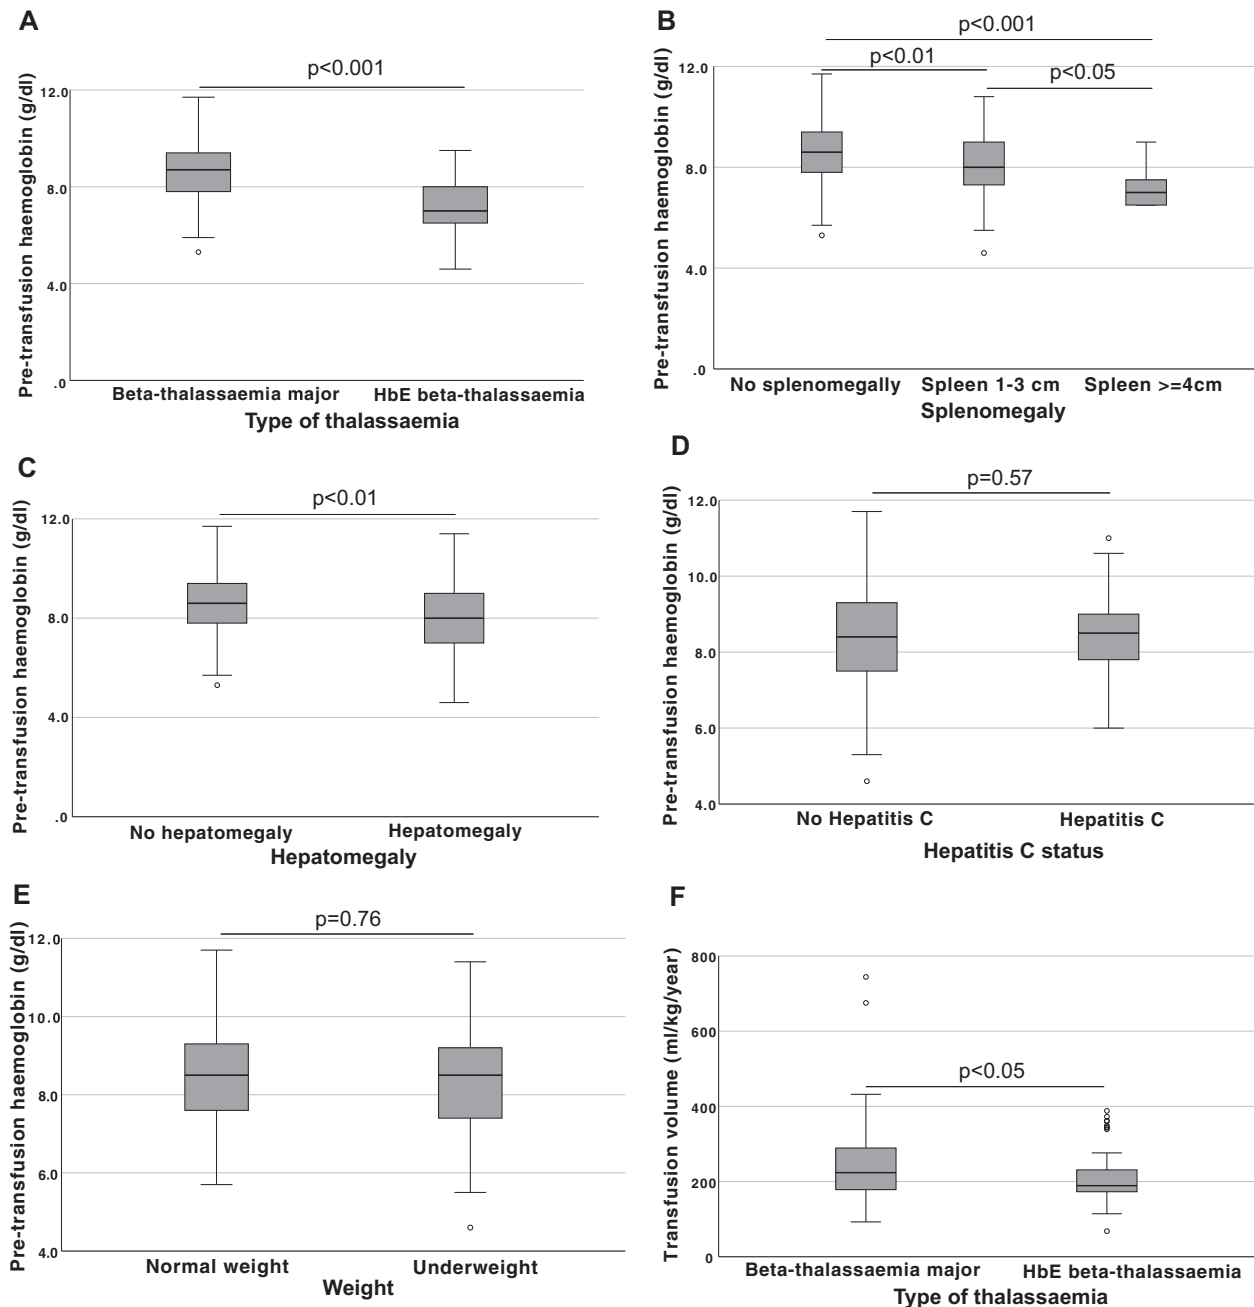 A
Pre-transfusion haemoglobin (g/dl)
p<0.001
12.0
8.0
4.0
.0
Beta-thalassaemia major HbE beta-thalassaemia
Type of thalassaemia
B
Pre-transfusion haemoglobin (g/dl)
p<0.001
p<0.01
p<0.05
12.0
8.0
4.0
.0
No splenomegally Spleen 1-3 cm Spleen >=4cm
Splenomegaly
C
Pre-transfusion haemoglobin (g/dl)
p<0.01
12.0
8.0
4.0
.0
No hepatomegaly Hepatomegaly
Hepatomegaly
D
Pre-transfusion haemoglobin (g/dl)
p=0.57
12.0
10.0
8.0
6.0
4.0
No Hepatitis C Hepatitis C
Hepatitis C status
E
Pre-transfusion haemoglobin (g/dl)
p=0.76
12.0
10.0
8.0
6.0
4.0
Normal weight Underweight
Weight
F
Transfusion volume (ml/kg/year)
p<0.05
800
600
400
200
0
Beta-thalassaemia major HbE beta-thalassaemia
Type of thalassaemia